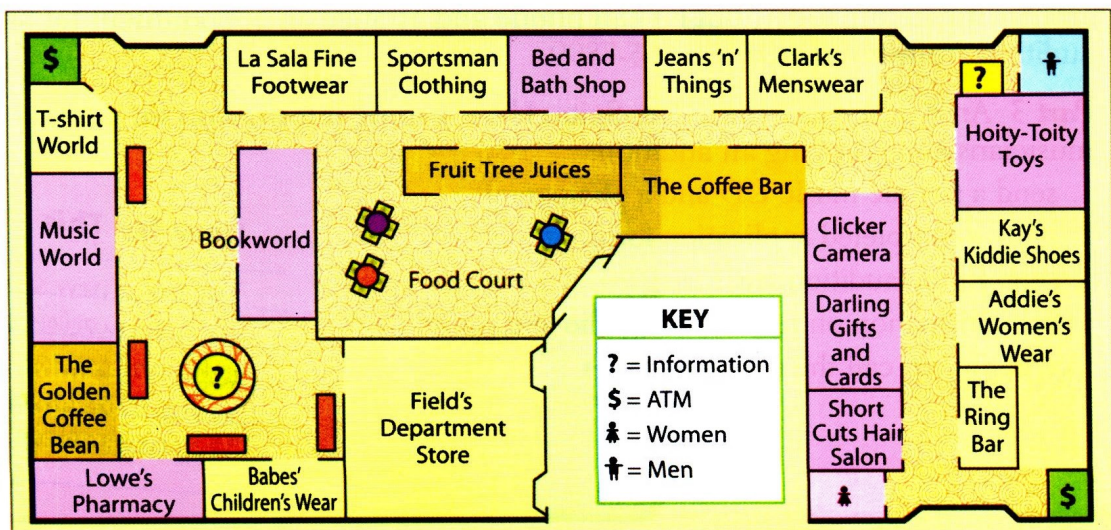 $
La Sala Fine
Footwear
Sportsman
Clothing
Bed and
Bath Shop
Jeans ‘n’
Things
Clark's
Menswear
?
T-shirt
World
Hoity-Toity
Toys
Fruit Tree Juices
The Coffee Bar
Music
World
Bookworld
Food Court
Clicker
Camera
Kay's
Kiddie Shoes
Darling
Gifts
and
Cards
Addie's
Women's
Wear
The
Golden
Coffee
Bean
?
Field's
Department
Store
KEY
? = Information
$ = ATM
= Women
= Men
Short
Cuts Hair
Salon
The
Ring
Bar
Lowe's
Pharmacy
Babes'
Children's Wear
$